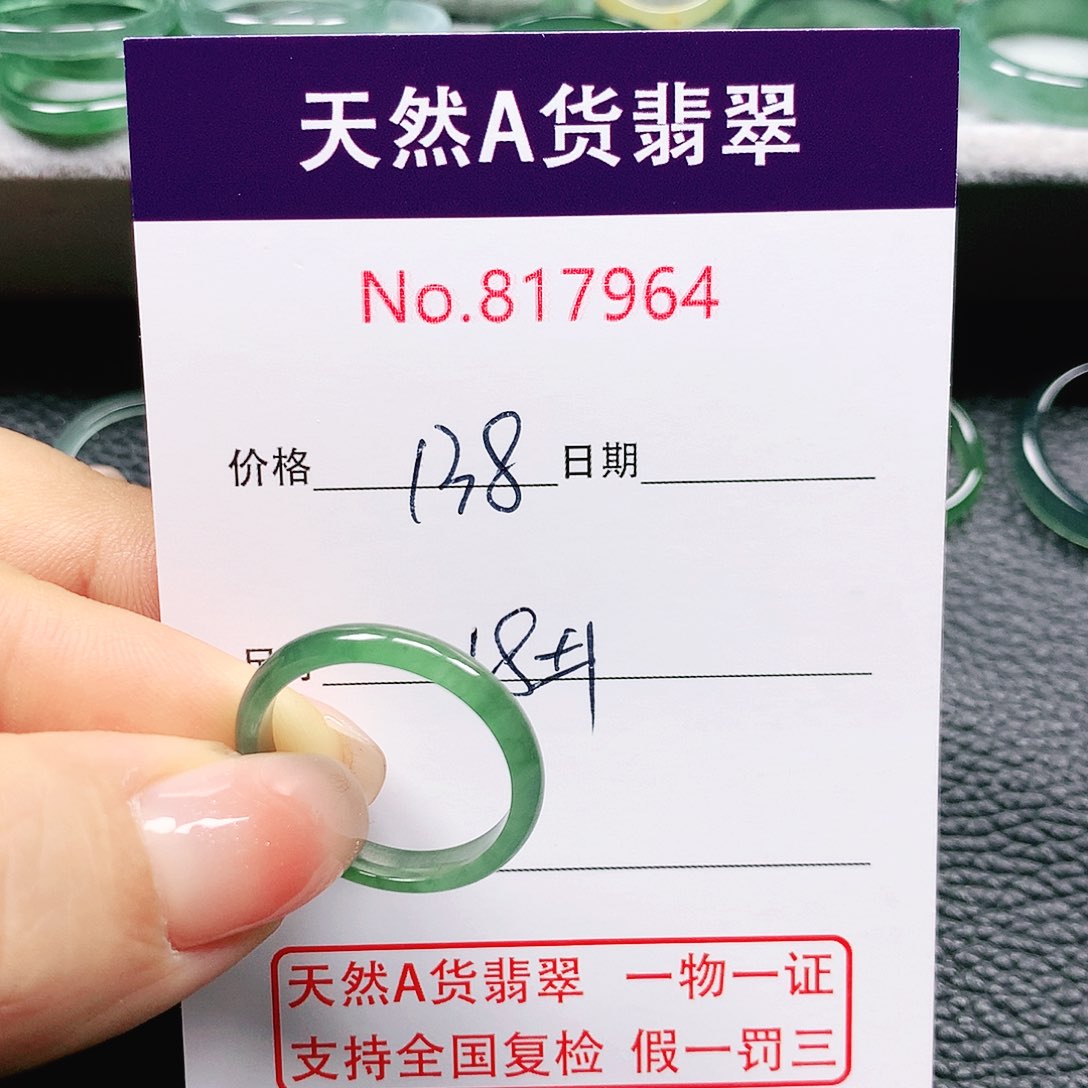 天然A货翡翠
No.817964
价格 138 日期
18±1
天然A货翡翠 一物一证
支持全国复检 假一罚三